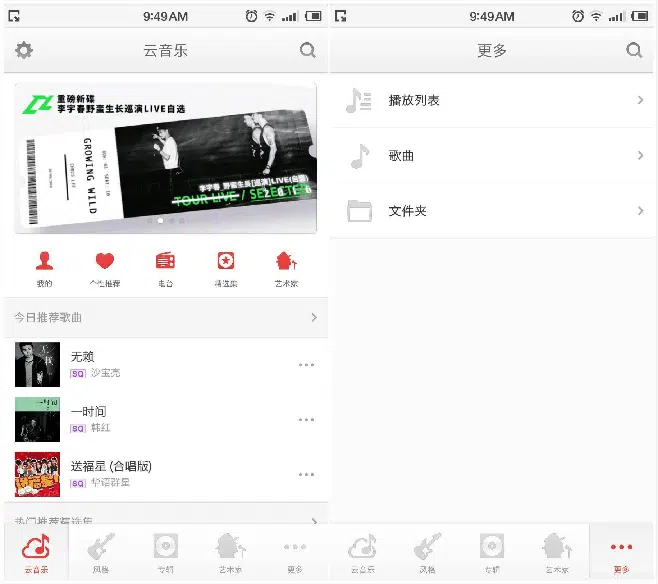 9:49AM
云音乐
重磅新碟
李宇春野蛮生长巡演LIVE自选
GROWING WILD
李宇春 野蛮生长[巡演]LIVE(自选)
TOUR LIVE / SELECTED
我的
个性推荐
电台
精选集
艺术家
今日推荐歌曲
无赖
SQ 沙宝亮
一时间
SQ 韩红
送福星 (合唱版)
SQ 华语群星
热门推荐精选集
云音乐
风格
专辑
艺术家
更多
9:49AM
更多
播放列表
歌曲
文件夹
云音乐
风格
专辑
艺术家
更多